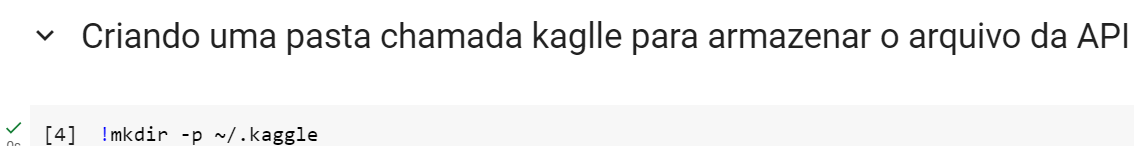 Criando uma pasta chamada kaglle para armazenar o arquivo da API
[4] !mkdir -p ~/.kaggle